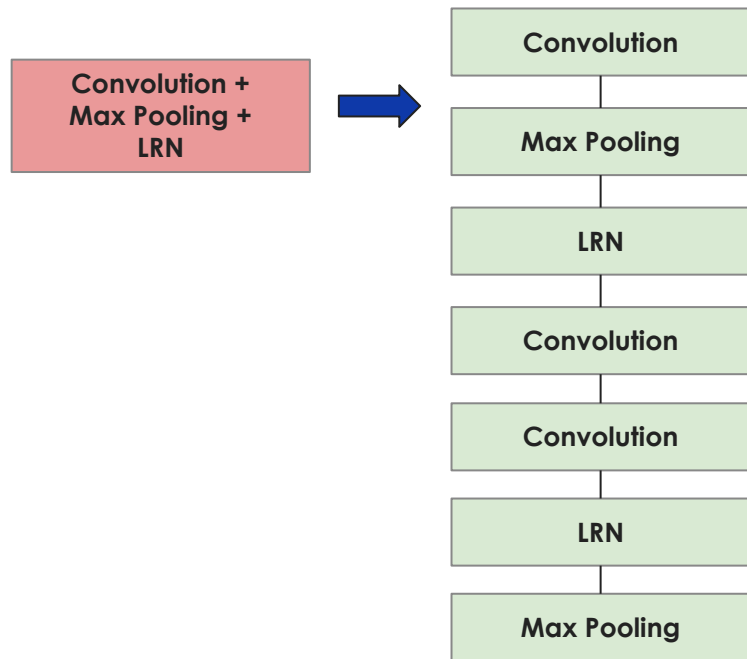 Convolution +
Max Pooling +
LRN
Convolution
Max Pooling
LRN
Convolution
Convolution
LRN
Max Pooling